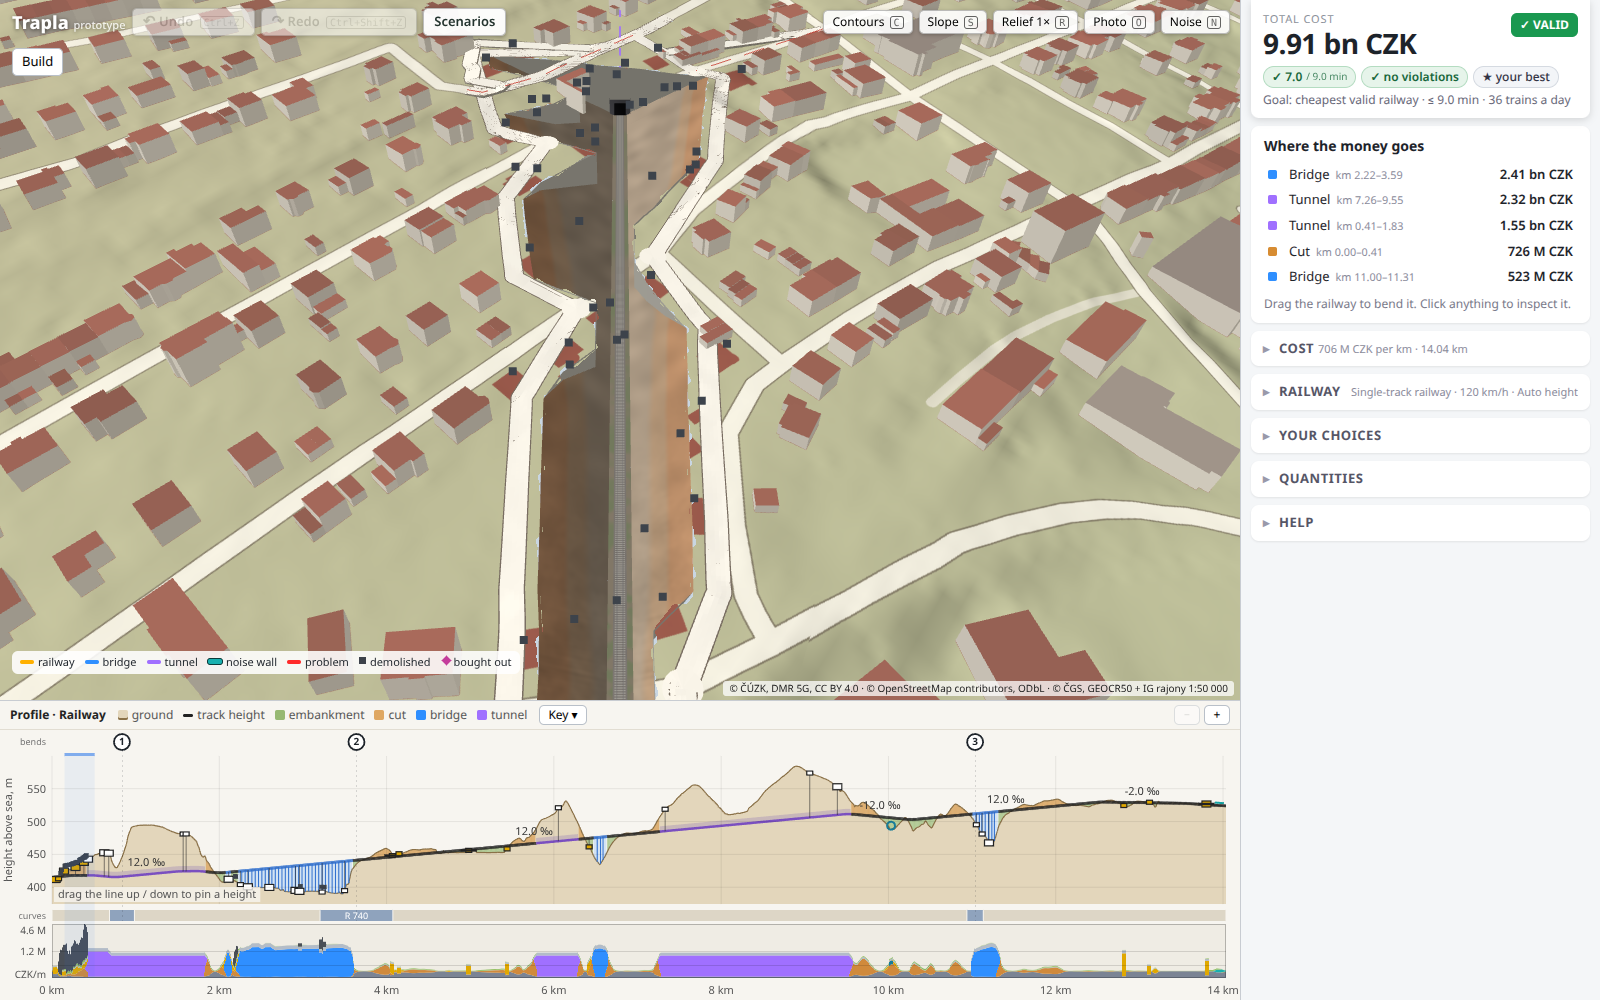 Trapla prototype
↶ Undo Ctrl+Z
↷ Redo Ctrl+Shift+Z
Scenarios
Contours C
Slope S
Relief 1× R
Photo O
Noise N
Build
railway
bridge
tunnel
noise wall
problem
demolished
bought out
© ČÚZK, DMR 5G, CC BY 4.0 · © OpenStreetMap contributors, ODbL · © ČGS, GEOCR50 + IG rajony 1:50 000
TOTAL COST
✓ VALID
9.91 bn CZK
✓ 7.0 / 9.0 min
✓ no violations
★ your best
Goal: cheapest valid railway · ≤ 9.0 min · 36 trains a day
Where the money goes
Bridge km 2.22–3.59 2.41 bn CZK
Tunnel km 7.26–9.55 2.32 bn CZK
Tunnel km 0.41–1.83 1.55 bn CZK
Cut km 0.00–0.41 726 M CZK
Bridge km 11.00–11.31 523 M CZK
Drag the railway to bend it. Click anything to inspect it.
▶ COST 706 M CZK per km · 14.04 km
▶ RAILWAY Single-track railway · 120 km/h · Auto height
▶ YOUR CHOICES
▶ QUANTITIES
▶ HELP
Profile · Railway
ground
track height
embankment
cut
bridge
tunnel
Key ▾
−
+
bends
1
2
3
height above sea, m
550
500
450
400
12.0 ‰
12.0 ‰
-12.0 ‰
12.0 ‰
-2.0 ‰
drag the line up / down to pin a height
curves
R 740
4.6 M
1.2 M
CZK/m
0 km
2 km
4 km
6 km
8 km
10 km
12 km
14 km